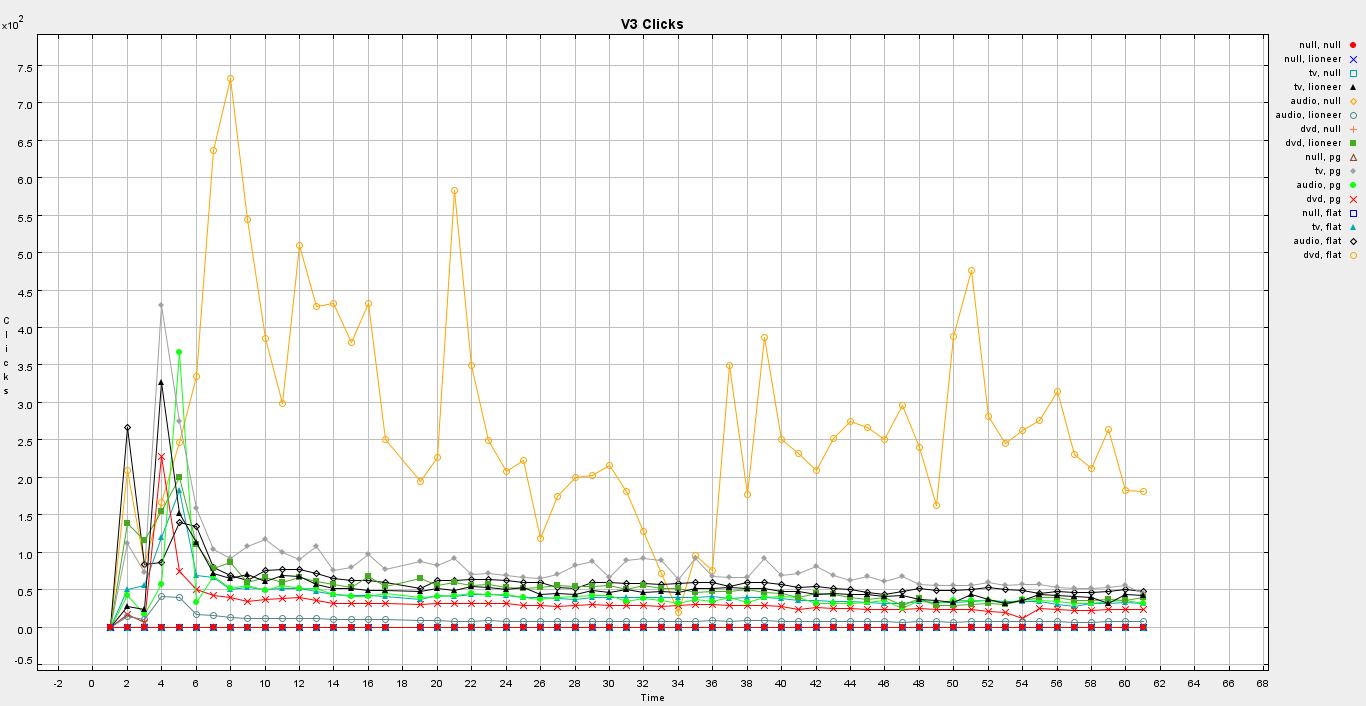 V3 Clicks
x10²
7.5
7.0
6.5
6.0
5.5
5.0
4.5
4.0
3.5
3.0
2.5
2.0
1.5
1.0
0.5
0.0
-0.5
Clicks
-2 0 2 4 6 8 10 12 14 16 18 20 22 24 26 28 30 32 34 36 38 40 42 44 46 48 50 52 54 56 58 60 62 64 66 68
Time
null, null
null, lioneer
tv, null
tv, lioneer
audio, null
audio, lioneer
dvd, null
dvd, lioneer
null, pg
tv, pg
audio, pg
dvd, pg
null, flat
tv, flat
audio, flat
dvd, flat